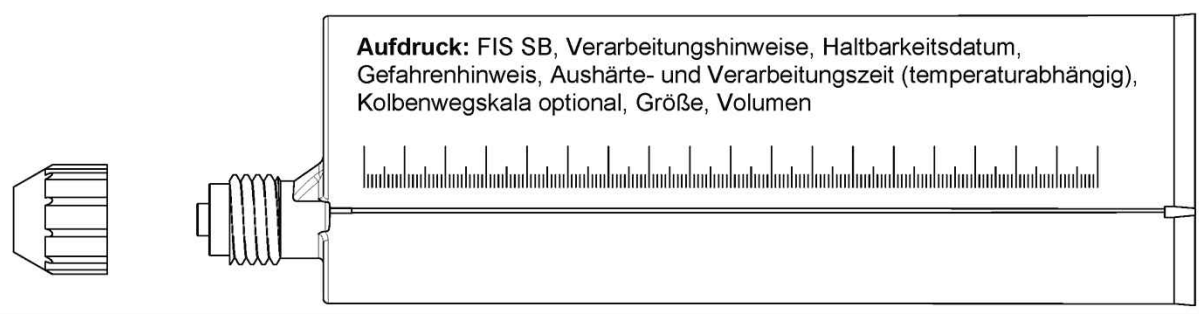 Aufdruck: FIS SB, Verarbeitungshinweise, Haltbarkeitsdatum,
Gefahrenhinweis, Aushärte- und Verarbeitungszeit (temperaturabhängig),
Kolbenwegskala optional, Größe, Volumen